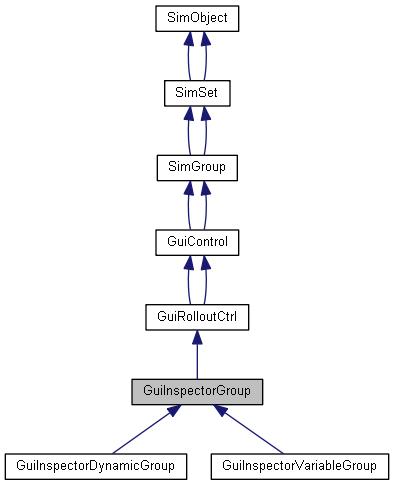 SimObject
SimSet
SimGroup
GuiControl
GuiRolloutCtrl
GuiInspectorGroup
GuiInspectorDynamicGroup
GuiInspectorVariableGroup